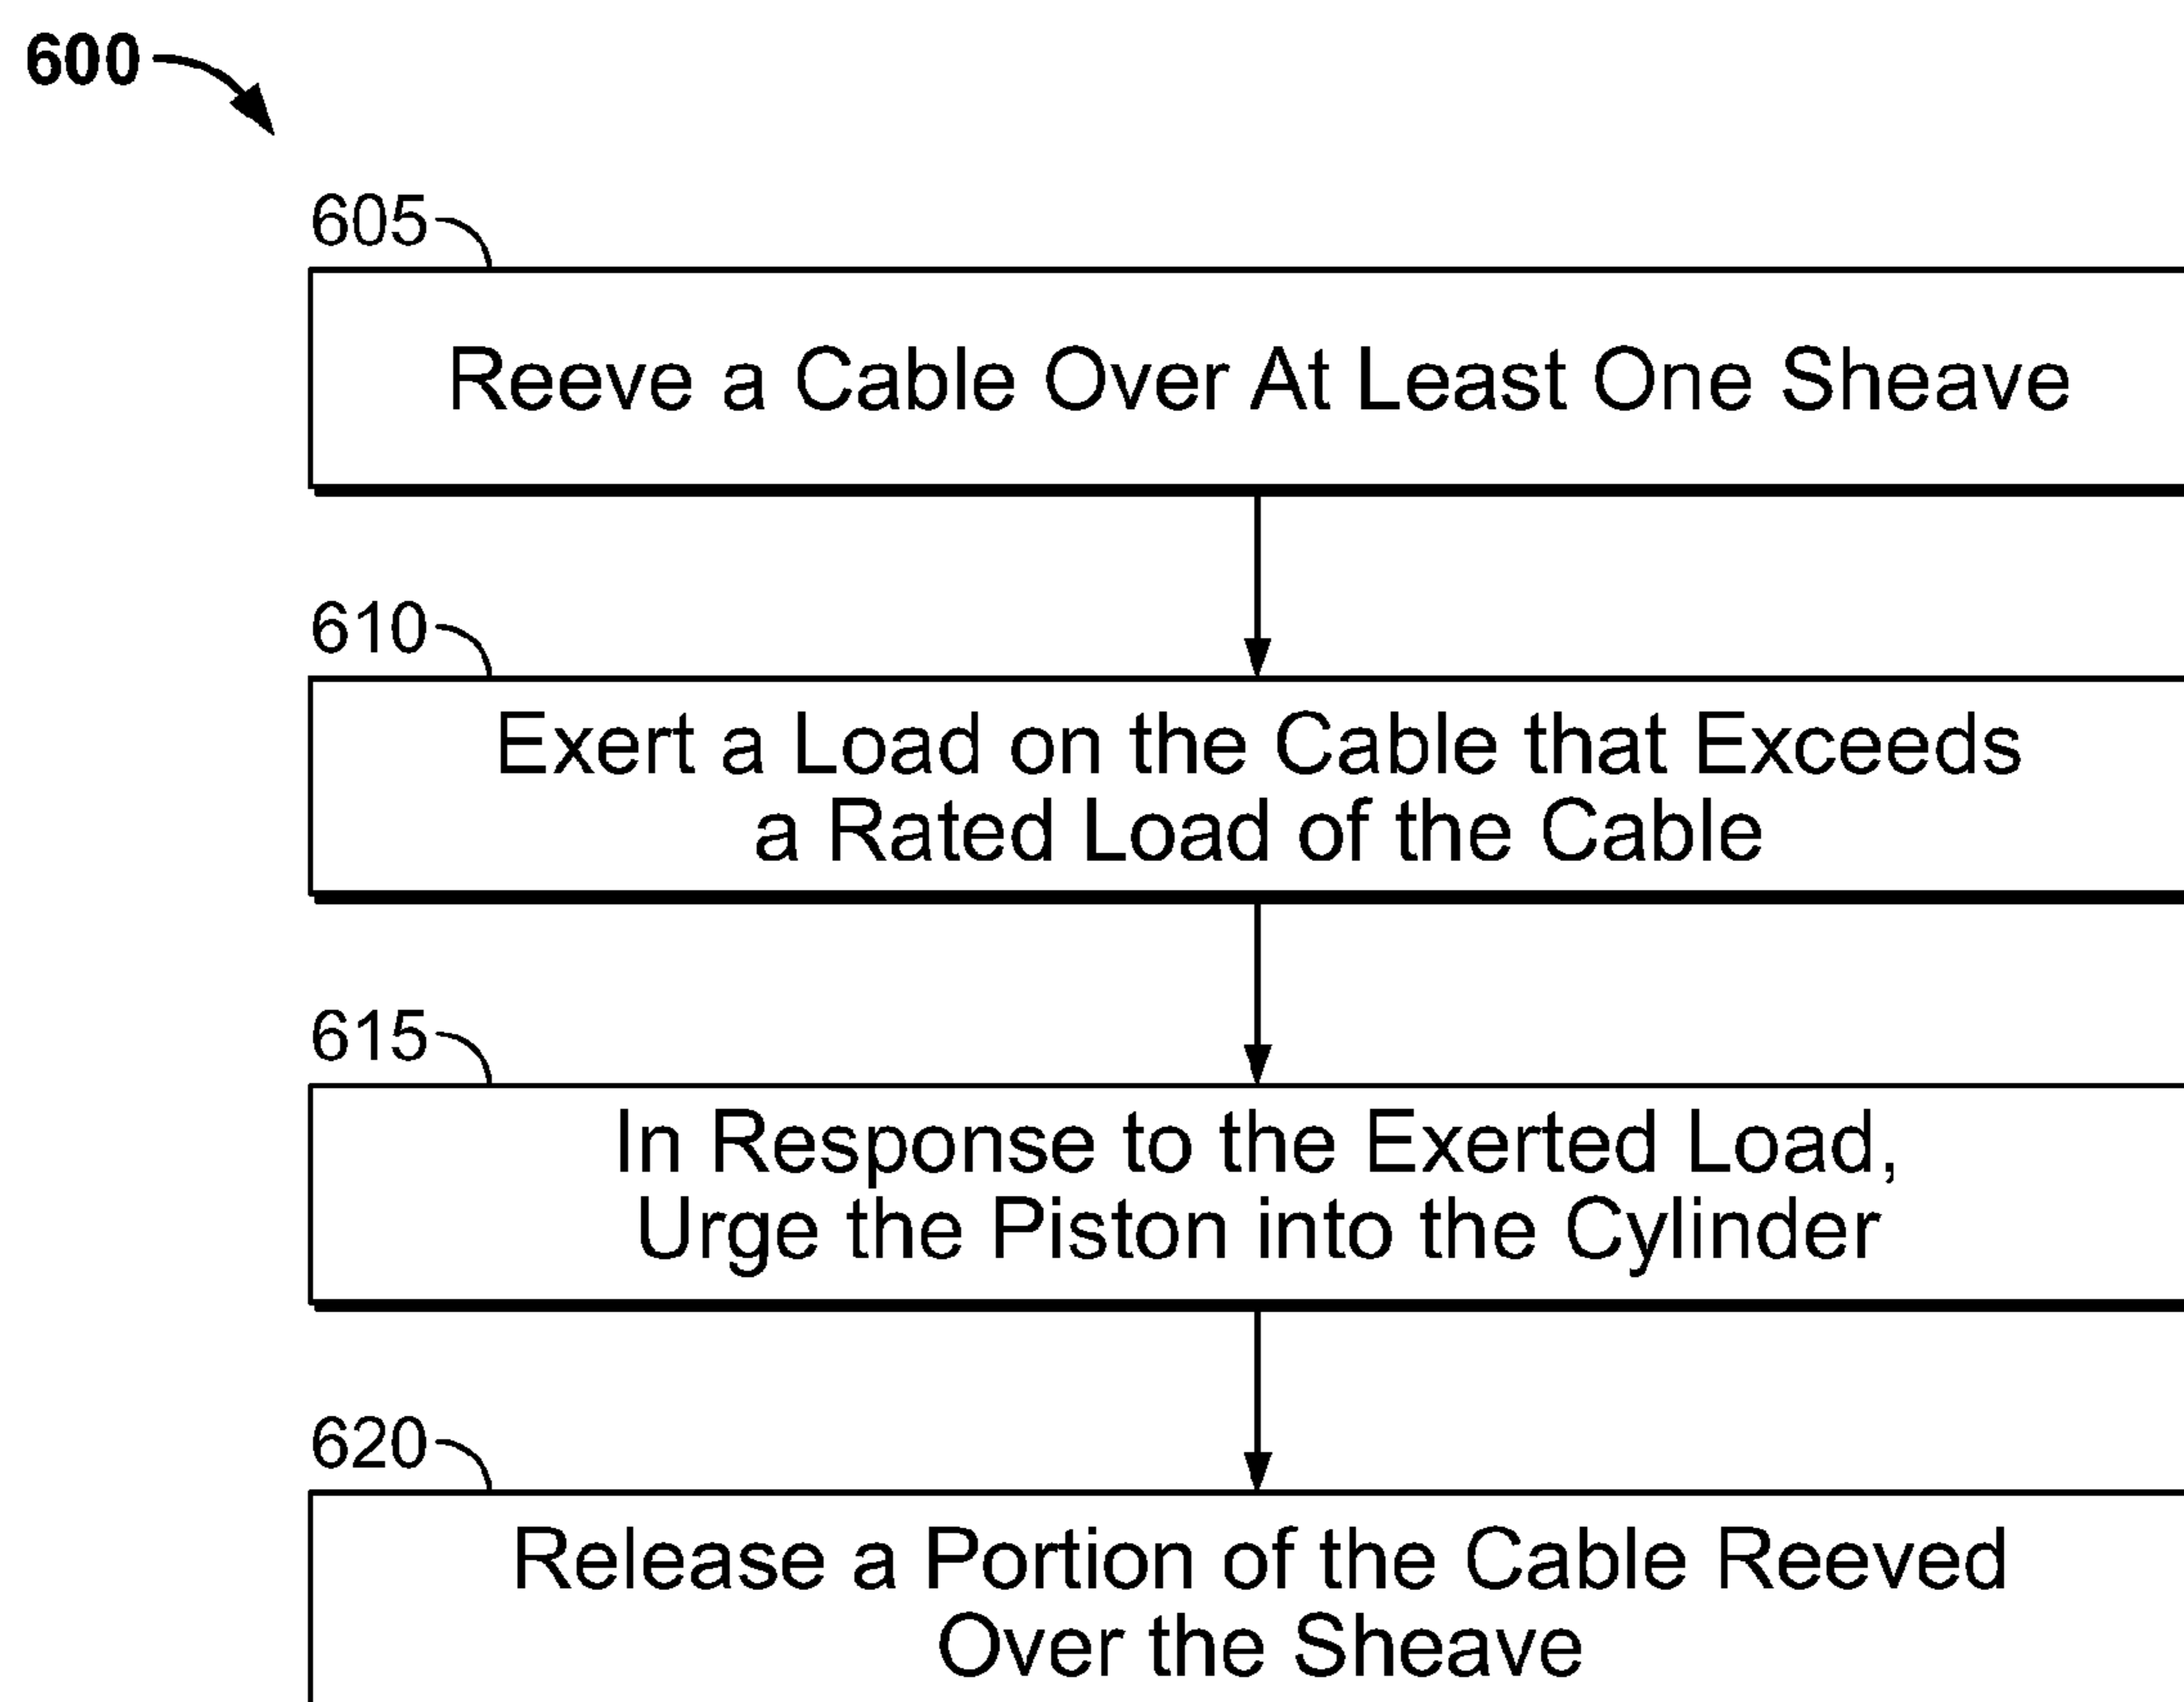 600
605
Reeve a Cable Over At Least One Sheave
610
Exert a Load on the Cable that Exceeds
a Rated Load of the Cable
615
In Response to the Exerted Load,
Urge the Piston into the Cylinder
620
Release a Portion of the Cable Reeved
Over the Sheave